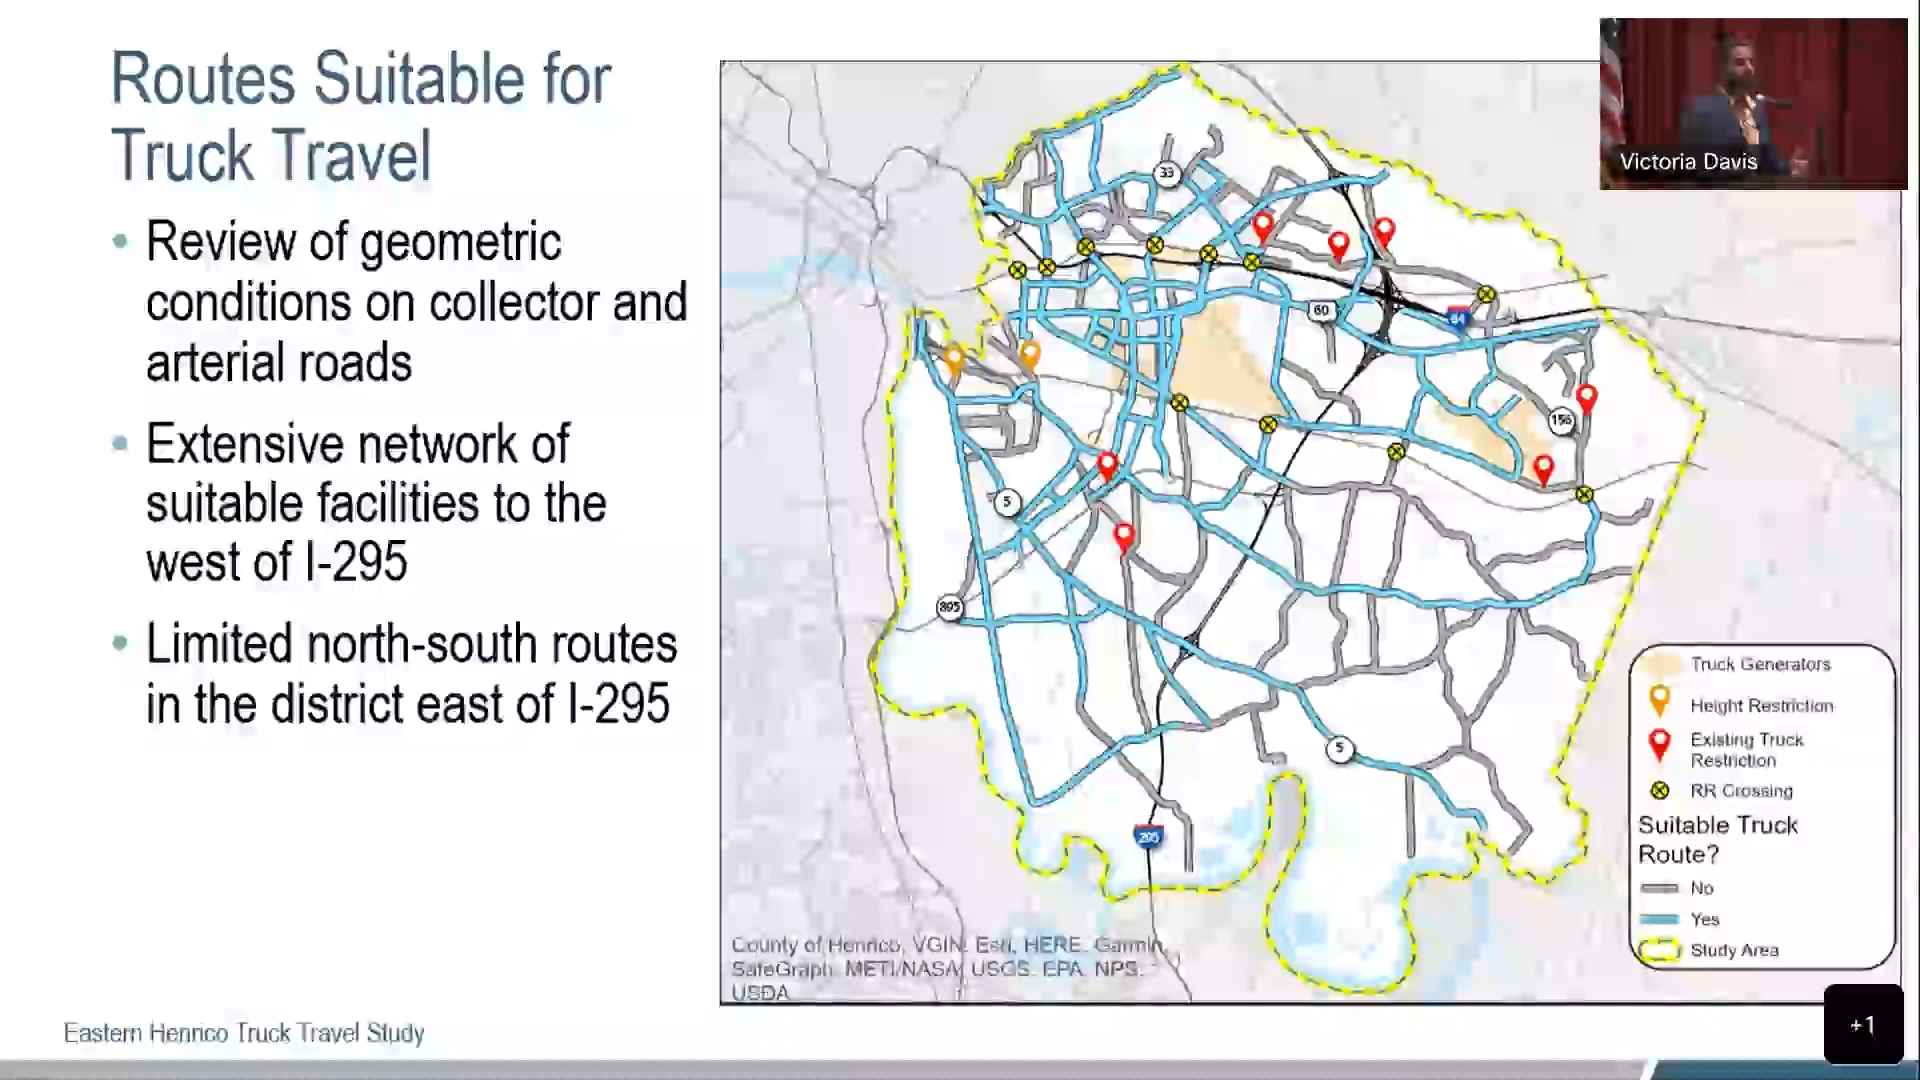 Routes Suitable for
Truck Travel
• Review of geometric
conditions on collector and
arterial roads
• Extensive network of
suitable facilities to the
west of I-295
• Limited north-south routes
in the district east of I-295
Victoria Davis
33
60
64
156
5
895
5
295
Truck Generators
Height Restriction
Existing Truck
Restriction
RR Crossing
Suitable Truck
Route?
No
Yes
Study Area
County of Henrico, VGIN, Esri, HERE, Garmin,
SafeGraph, METI/NASA, USGS, EPA, NPS,
USDA
Eastern Henrico Truck Travel Study
+1